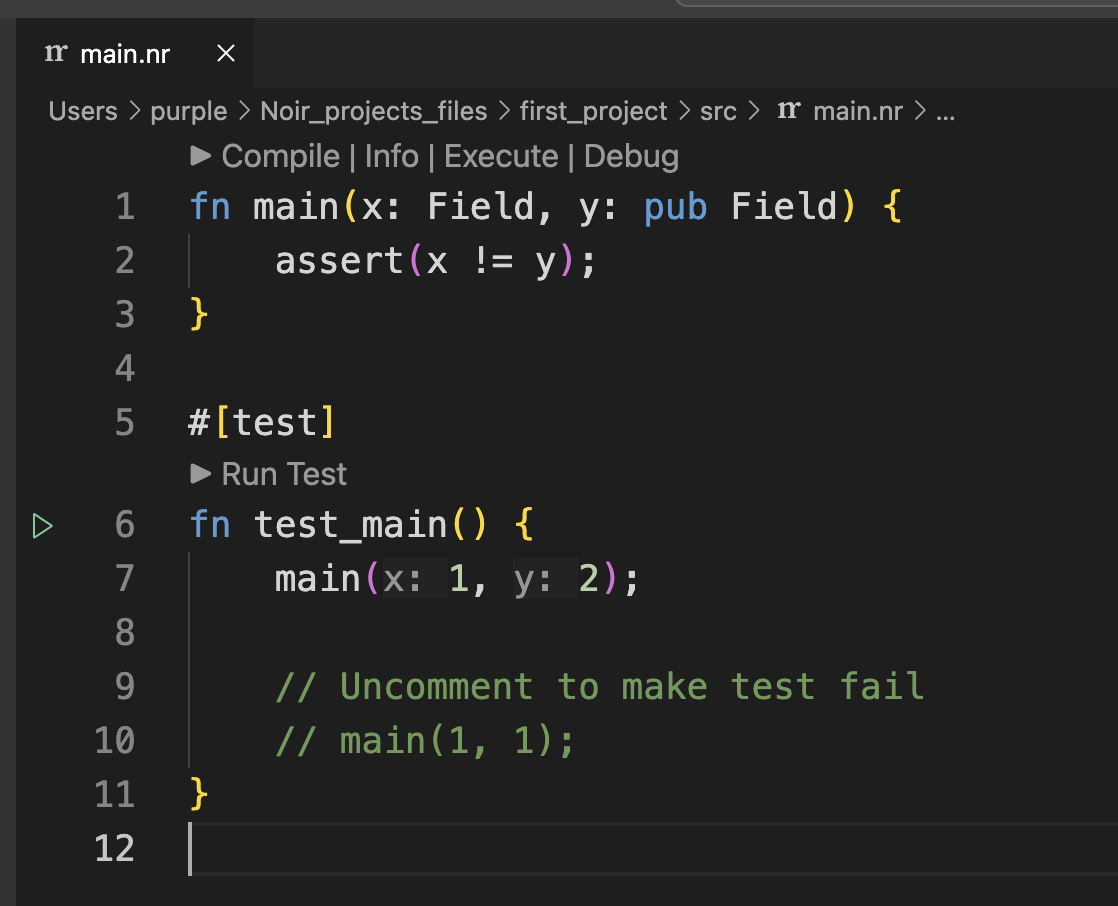 main.nr ×
Users > purple > Noir_projects_files > first_project > src > main.nr > ...
▶ Compile | Info | Execute | Debug
1 fn main(x: Field, y: pub Field) {
2     assert(x != y);
3 }
4
5 #[test]
▶ Run Test
6 fn test_main() {
7     main(x: 1, y: 2);
8
9     // Uncomment to make test fail
10     // main(1, 1);
11 }
12